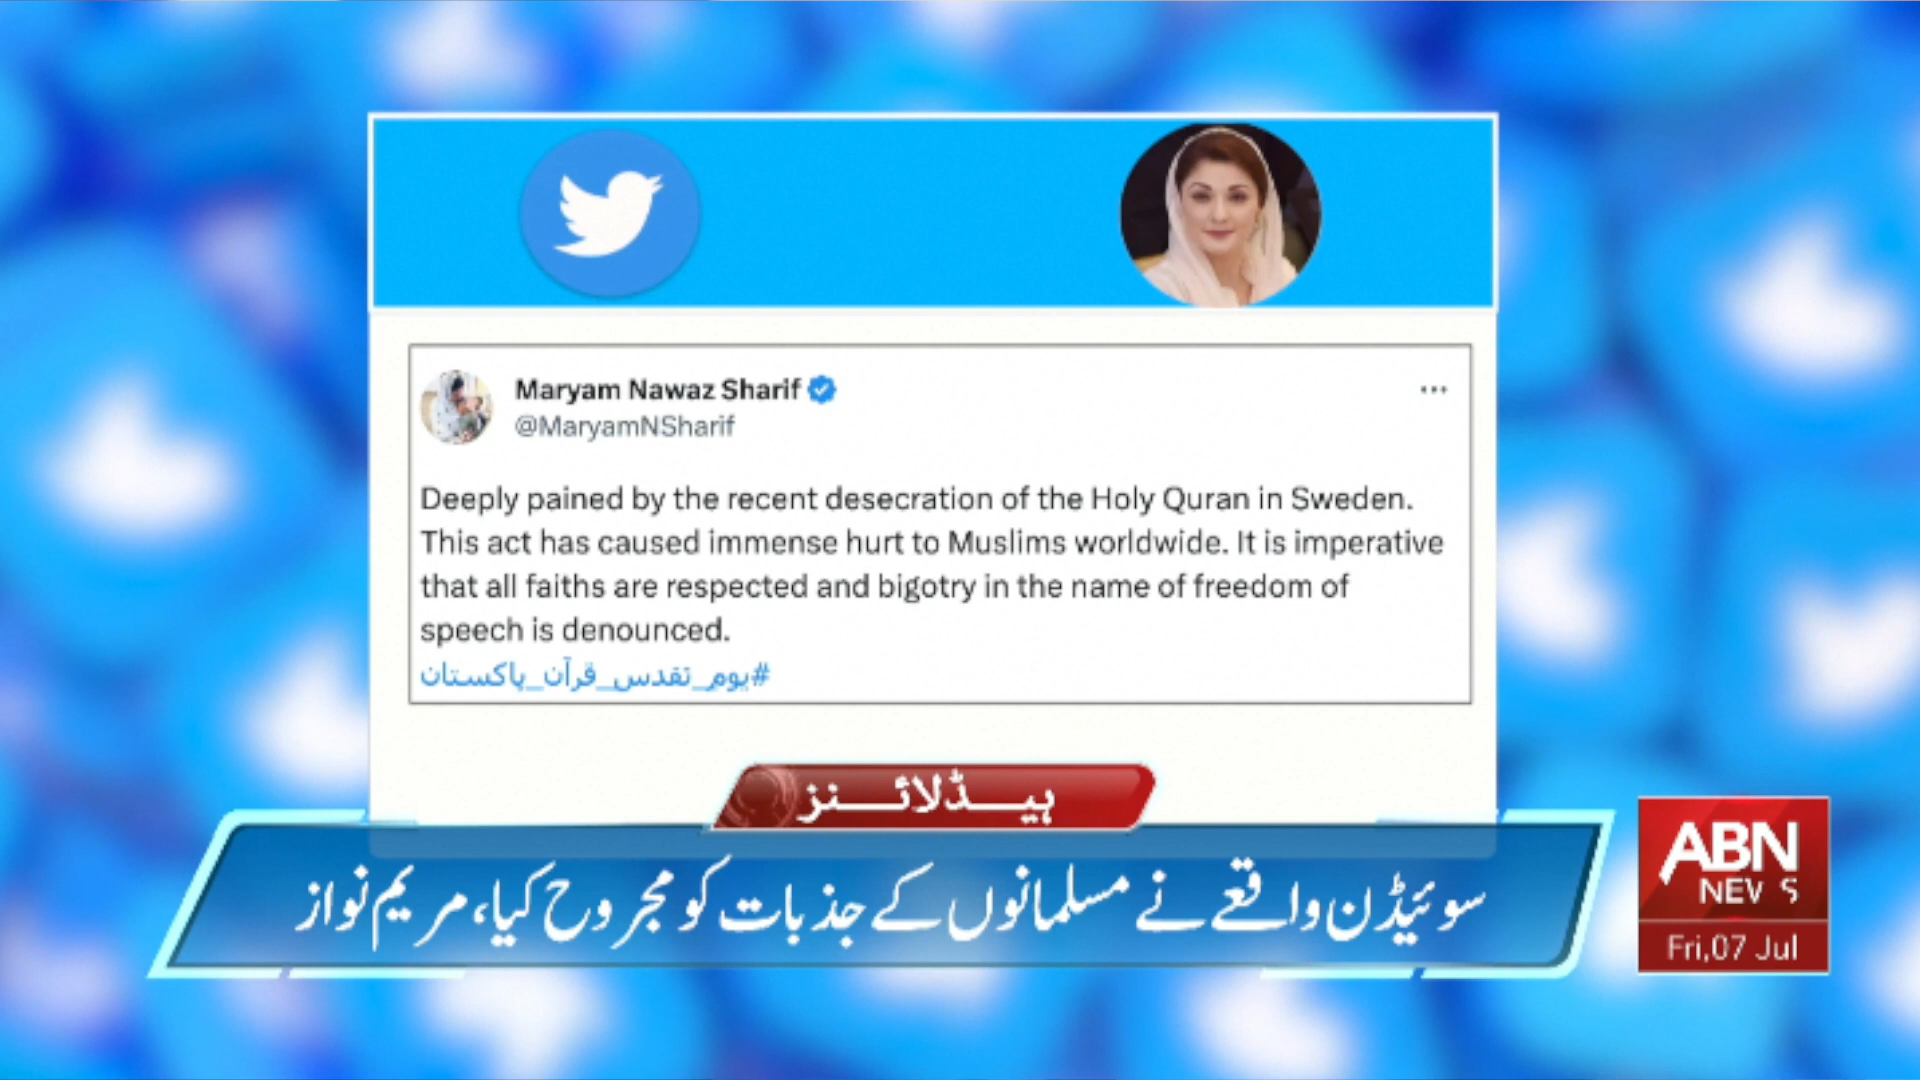 Maryam Nawaz Sharif
@MaryamNSharif
Deeply pained by the recent desecration of the Holy Quran in Sweden.
This act has caused immense hurt to Muslims worldwide. It is imperative
that all faiths are respected and bigotry in the name of freedom of
speech is denounced.
#یوم_تقدس_قرآن_پاکستان
ہیڈلائنز
سوئیڈن واقعے نے مسلمانوں کے جذبات کو مجروح کیا، مریم نواز
ABN
NEWS
Fri,07 Jul